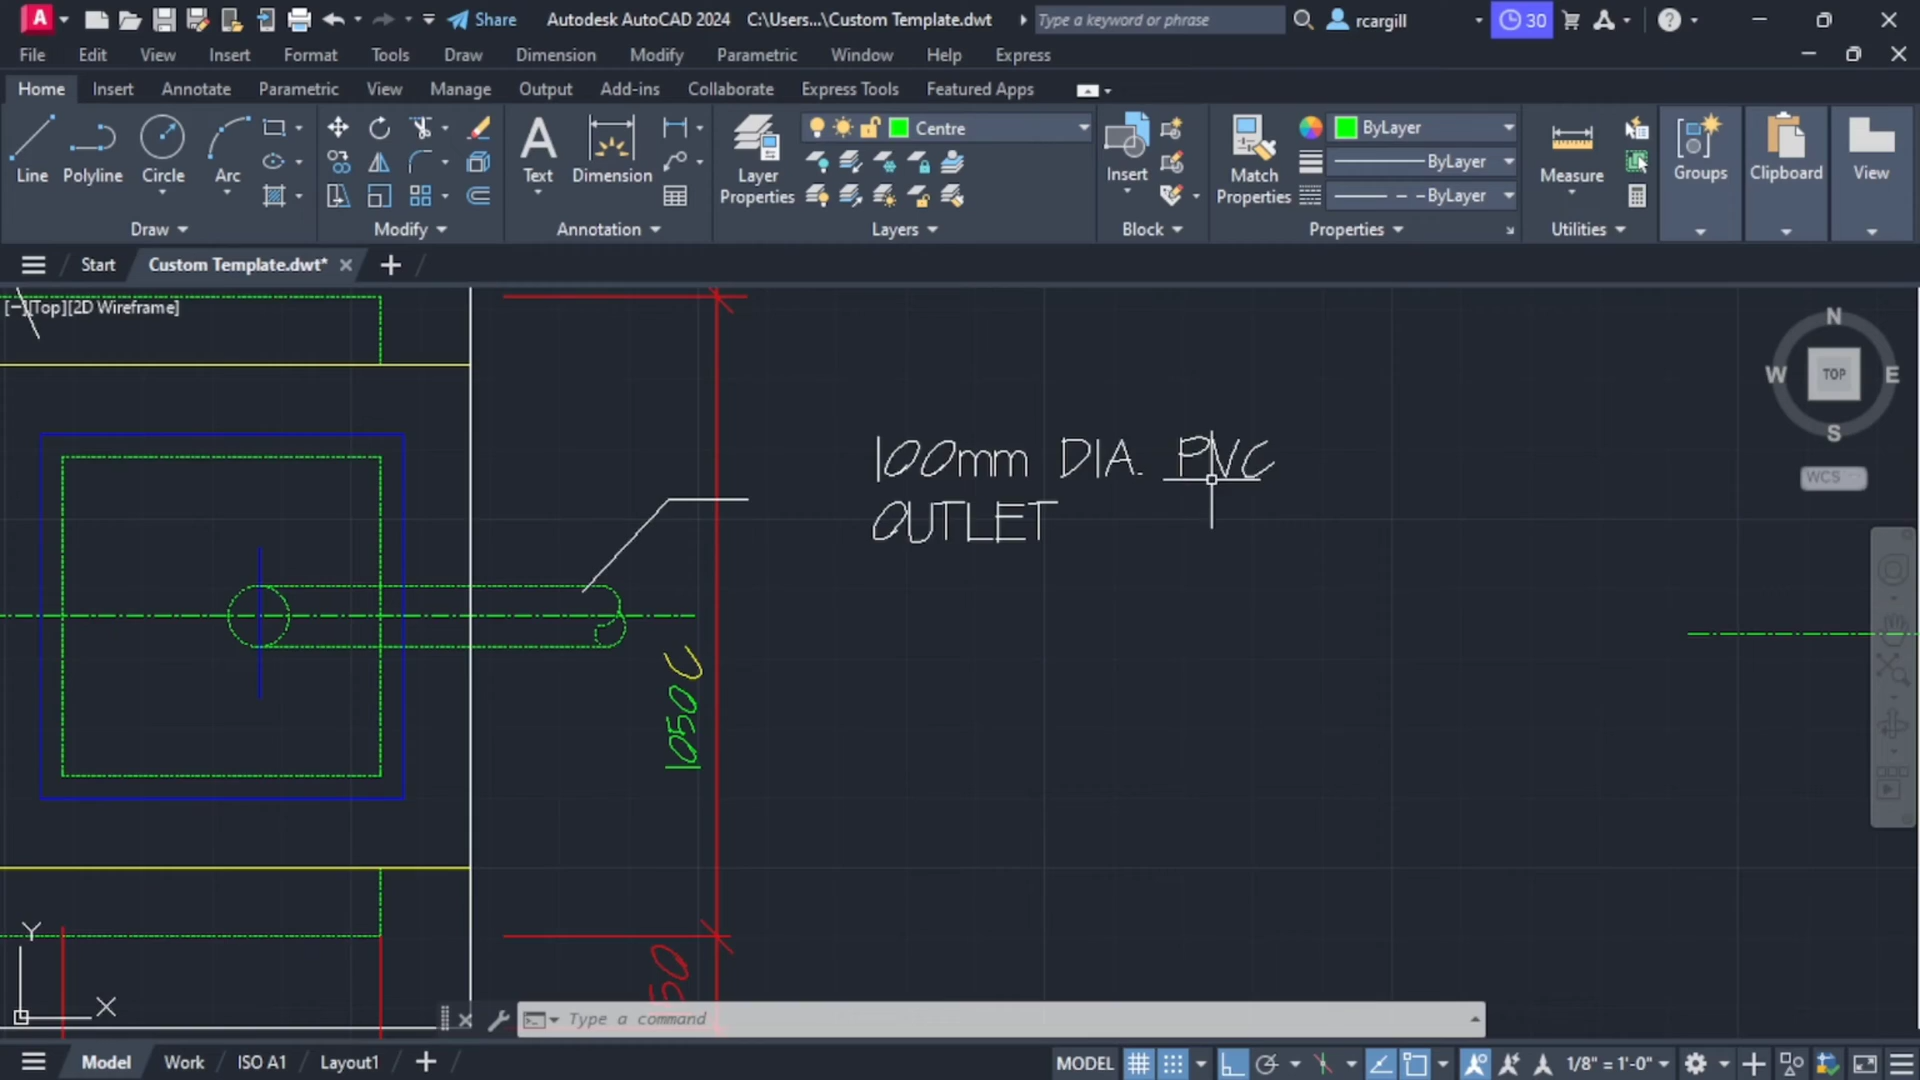 Share
Autodesk AutoCAD 2024 C:\Users...\Custom Template.dwt
Type a keyword or phrase
rcargill
30
File Edit View Insert Format Tools Draw Dimension Modify Parametric Window Help Express
Home Insert Annotate Parametric View Manage Output Add-ins Collaborate Express Tools Featured Apps
Line
Polyline
Circle
Arc
Draw
Modify
Text
Dimension
Annotation
Layer
Properties
Centre
Layers
Insert
Block
Match
Properties
ByLayer
ByLayer
ByLayer
Properties
Measure
Utilities
Groups
Clipboard
View
Start
Custom Template.dwt*
[−][Top][2D Wireframe]
N
W
TOP
E
S
WCS
100mm DIA. PVC
OUTLET
1050 C
50
Y
X
Type a command
Model Work ISO A1 Layout1
MODEL
1/8" = 1'-0"